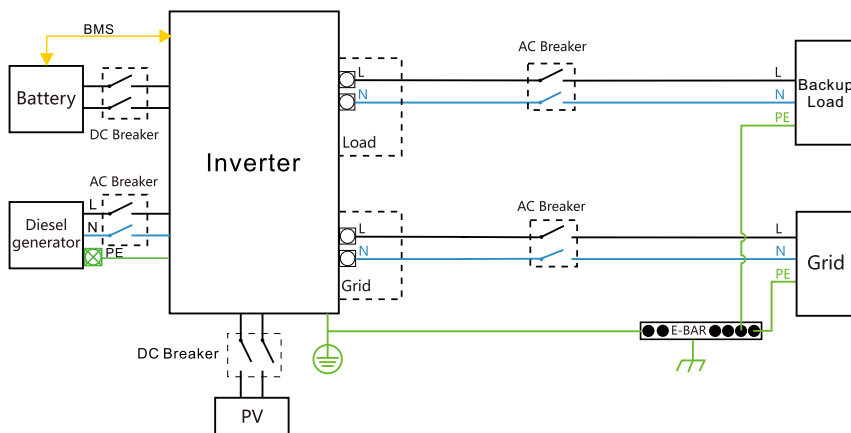 BMS
Battery
DC Breaker
AC Breaker
L
N
PE
Diesel
generator
Inverter
L
N
Load
AC Breaker
L
N
PE
Backup
Load
L
N
Grid
AC Breaker
L
N
PE
Grid
E-BAR
DC Breaker
PV